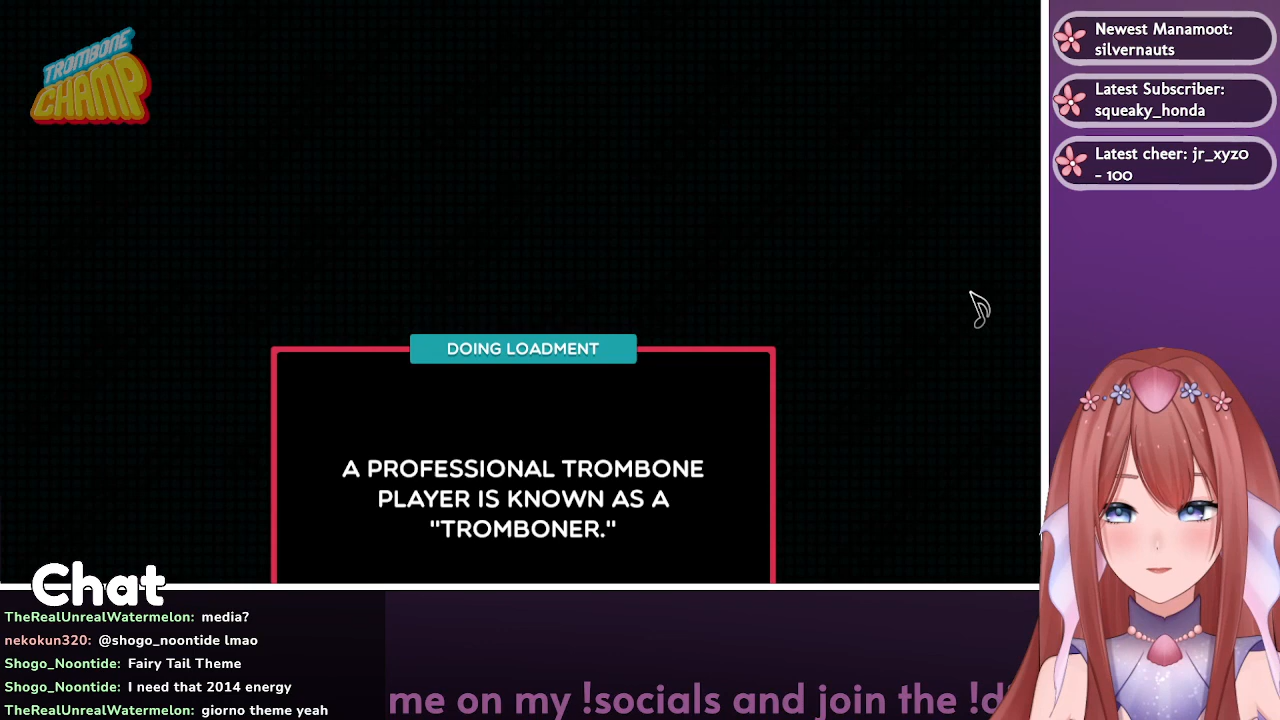 TROMBONE
CHAMP
DOING LOADMENT
A PROFESSIONAL TROMBONE
PLAYER IS KNOWN AS A
"TROMBONER."
Newest Manamoot:
silvernauts
Latest Subscriber:
squeaky_honda
Latest cheer: jr_xyz0
- 100
Chat
TheRealUnrealWatermelon: media?
nekokun320: @shogo_noontide lmao
Shogo_Noontide: Fairy Tail Theme
Shogo_Noontide: I need that 2014 energy
TheRealUnrealWatermelon: giorno theme yeah
me on my !socials and join the